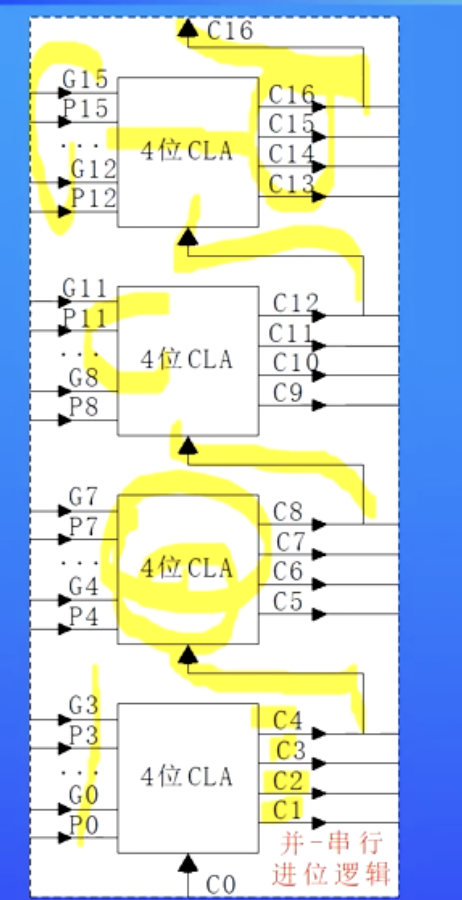 C16
G15
P15
...
G12
P12
4位CLA
C16
C15
C14
C13
G11
P11
...
G8
P8
4位CLA
C12
C11
C10
C9
G7
P7
...
G4
P4
4位CLA
C8
C7
C6
C5
G3
P3
...
G0
P0
4位CLA
C4
C3
C2
C1
C0
并-串行
进位逻辑